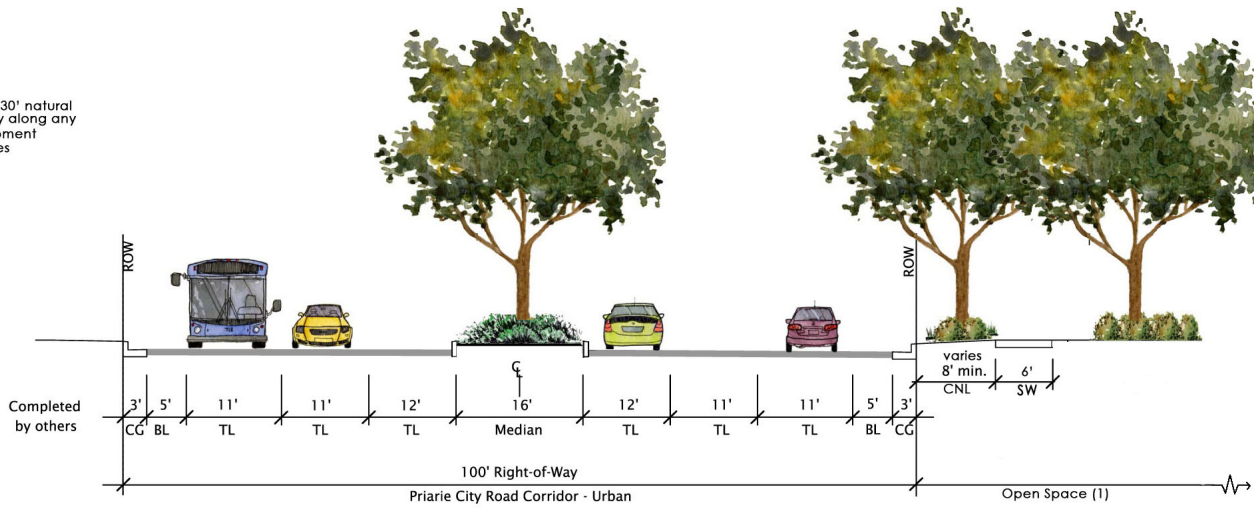 30' natural
y along any
pment
es
ROW
ROW
varies
8' min.
6'
CNL
SW
℄
Completed
by others
3' 5' 11' 11' 12' 16' 12' 11' 11' 5' 3'
CG BL TL TL TL Median TL TL TL BL CG
100' Right-of-Way
Priarie City Road Corridor - Urban
Open Space (1)